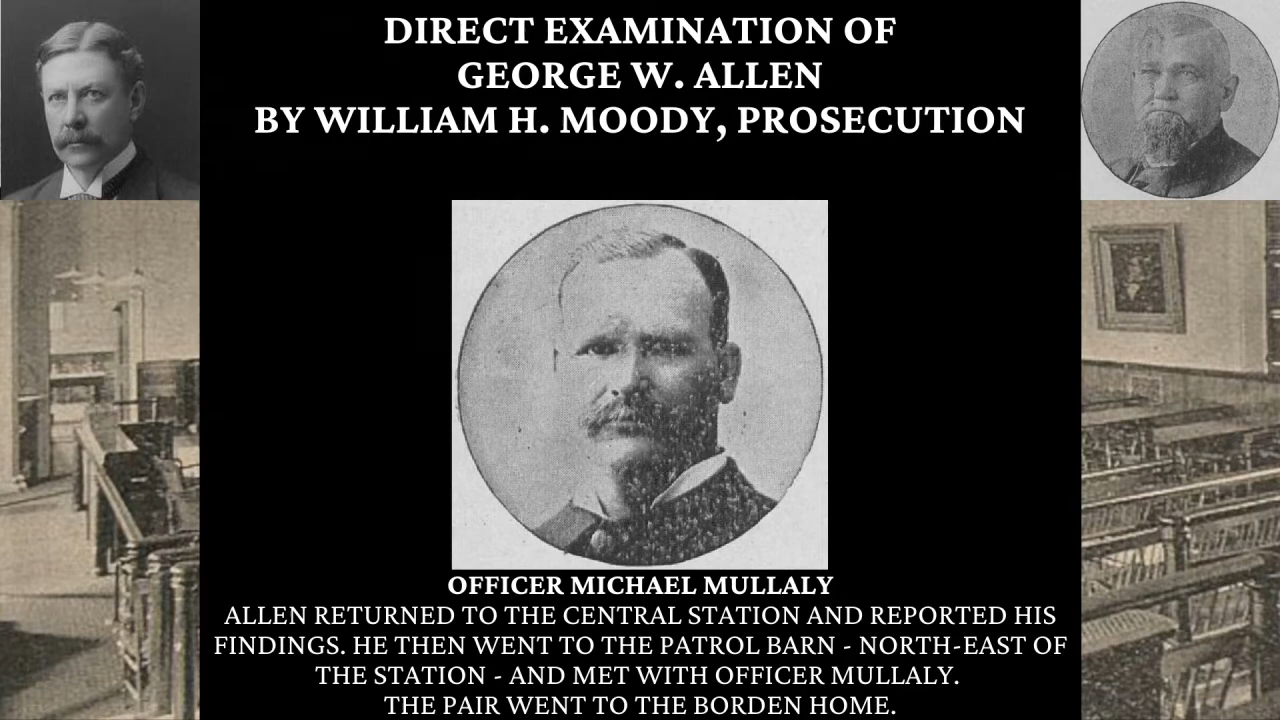 DIRECT EXAMINATION OF
GEORGE W. ALLEN
BY WILLIAM H. MOODY, PROSECUTION
OFFICER MICHAEL MULLALY
ALLEN RETURNED TO THE CENTRAL STATION AND REPORTED HIS
FINDINGS. HE THEN WENT TO THE PATROL BARN - NORTH-EAST OF
THE STATION - AND MET WITH OFFICER MULLALY.
THE PAIR WENT TO THE BORDEN HOME.